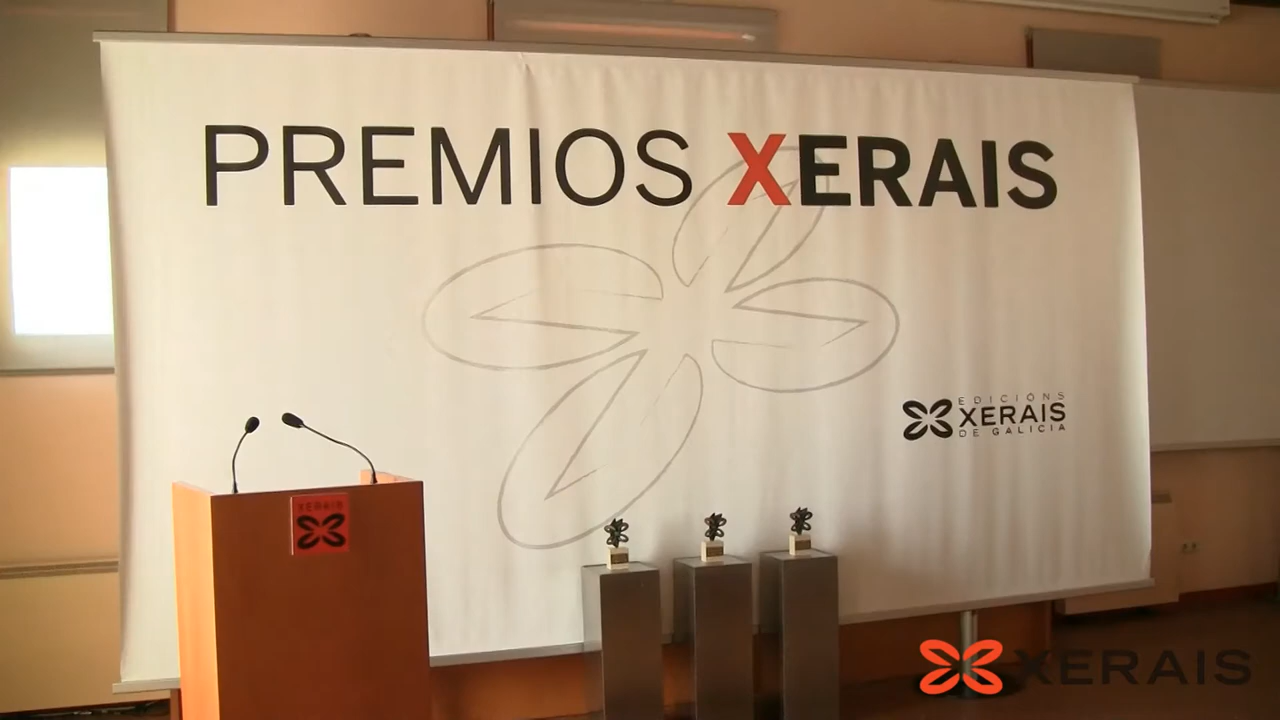 PREMIOS XERAIS
EDICIÓNS
XERAIS
DE GALICIA
XERAIS
XERAIS